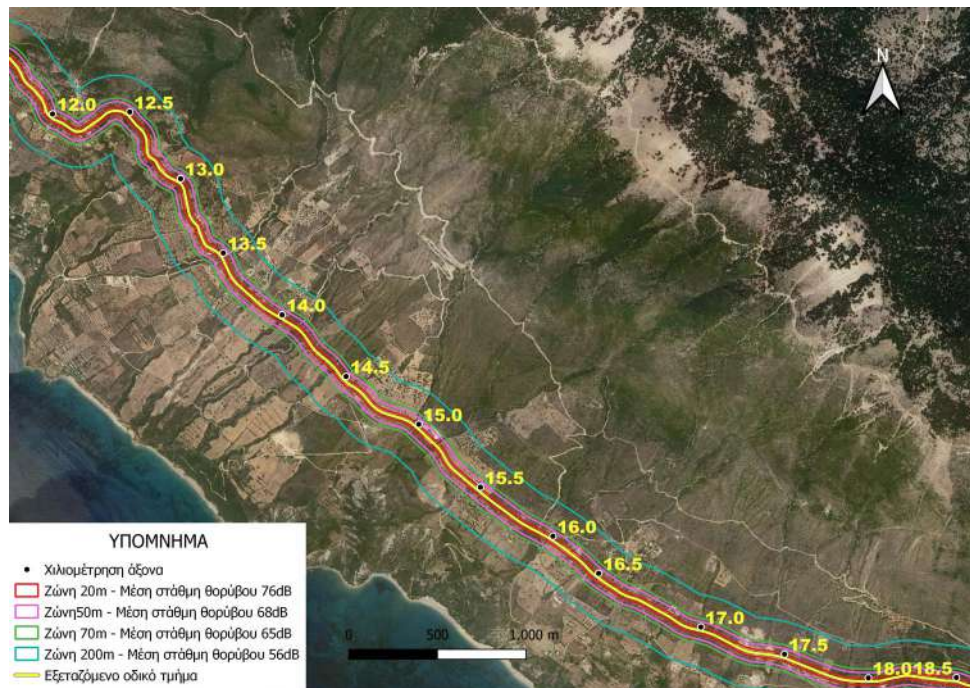 N
12.0
12.5
13.0
13.5
14.0
14.5
15.0
15.5
16.0
16.5
17.0
17.5
18.0
18.5
ΥΠΟΜΝΗΜΑ
Χιλιομέτρηση άξονα
Ζώνη 20m - Μέση στάθμη θορύβου 76dB
Ζώνη50m - Μέση στάθμη θορύβου 68dB
Ζώνη 70m - Μέση στάθμη θορύβου 65dB
Ζώνη 200m - Μέση στάθμη θορύβου 56dB
Εξεταζόμενο οδικό τμήμα
0 500 1.000 m